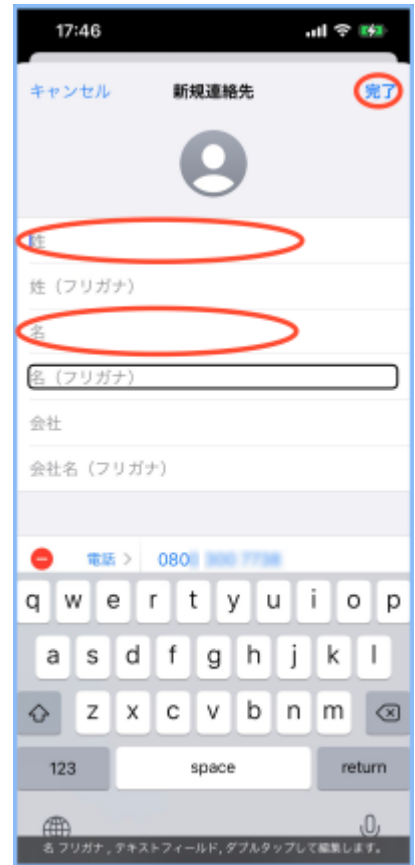 17:46
キャンセル 新規連絡先 完了
姓
姓（フリガナ）
名
名（フリガナ）
会社
会社名（フリガナ）
電話 > 080
q w e r t y u i o p
a s d f g h j k l
z x c v b n m
123 space return
名 フリガナ , テキストフィールド, ダブルタップして編集します。